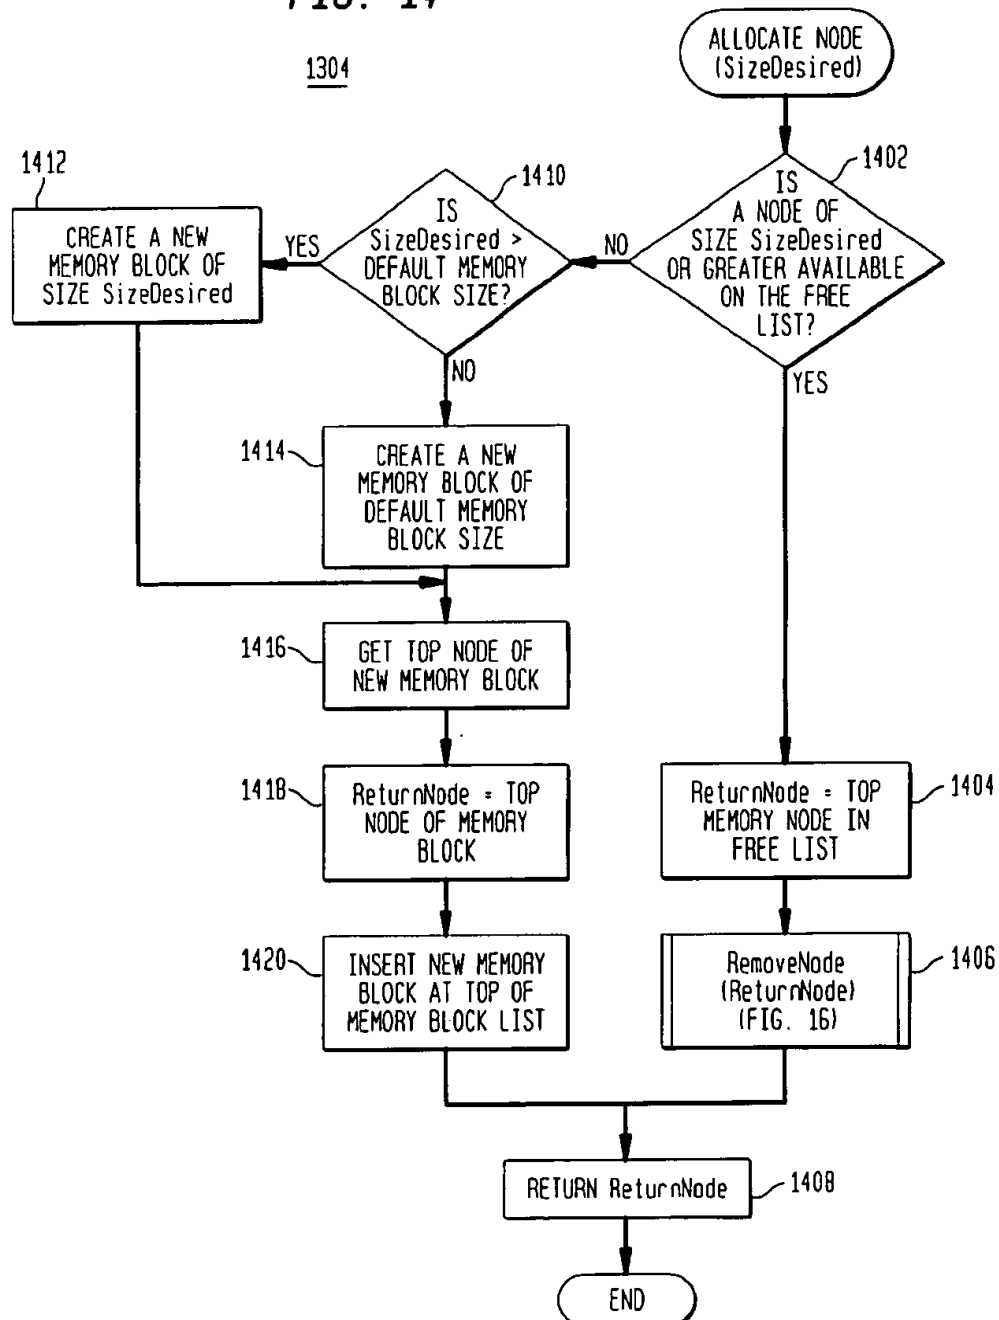 FIG. 14
1304
ALLOCATE NODE
(SizeDesired)
1402
IS
A NODE OF
SIZE SizeDesired
OR GREATER AVAILABLE
ON THE FREE
LIST?
NO
YES
1410
IS
SizeDesired >
DEFAULT MEMORY
BLOCK SIZE?
YES
NO
1412
CREATE A NEW
MEMORY BLOCK OF
SIZE SizeDesired
1414
CREATE A NEW
MEMORY BLOCK OF
DEFAULT MEMORY
BLOCK SIZE
1416
GET TOP NODE OF
NEW MEMORY BLOCK
1418
ReturnNode = TOP
NODE OF MEMORY
BLOCK
1420
INSERT NEW MEMORY
BLOCK AT TOP OF
MEMORY BLOCK LIST
1404
ReturnNode = TOP
MEMORY NODE IN
FREE LIST
1406
RemoveNode
(ReturnNode)
(FIG. 16)
1408
RETURN ReturnNode
END